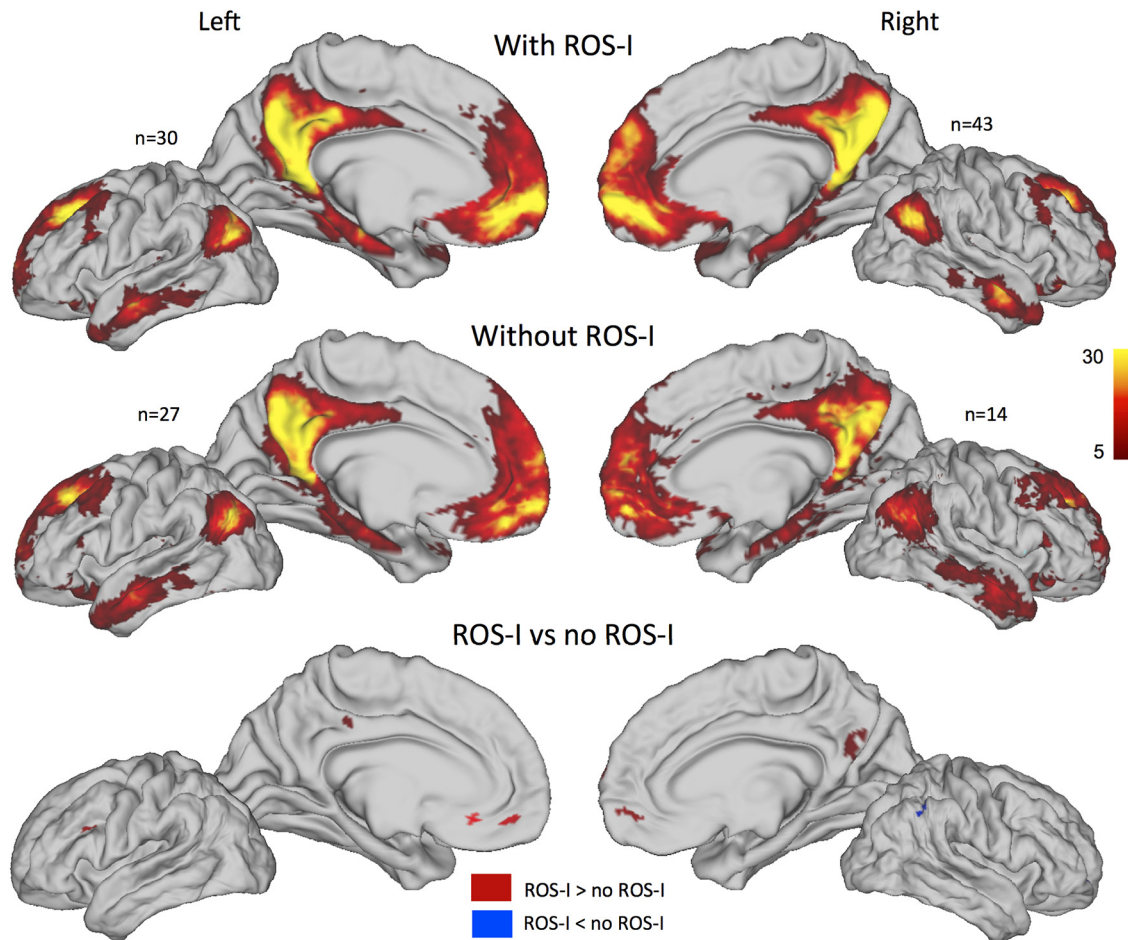 Left
Right
With ROS-I
n=30
n=43
Without ROS-I
30
n=27
n=14
5
ROS-I vs no ROS-I
ROS-I > no ROS-I
ROS-I < no ROS-I